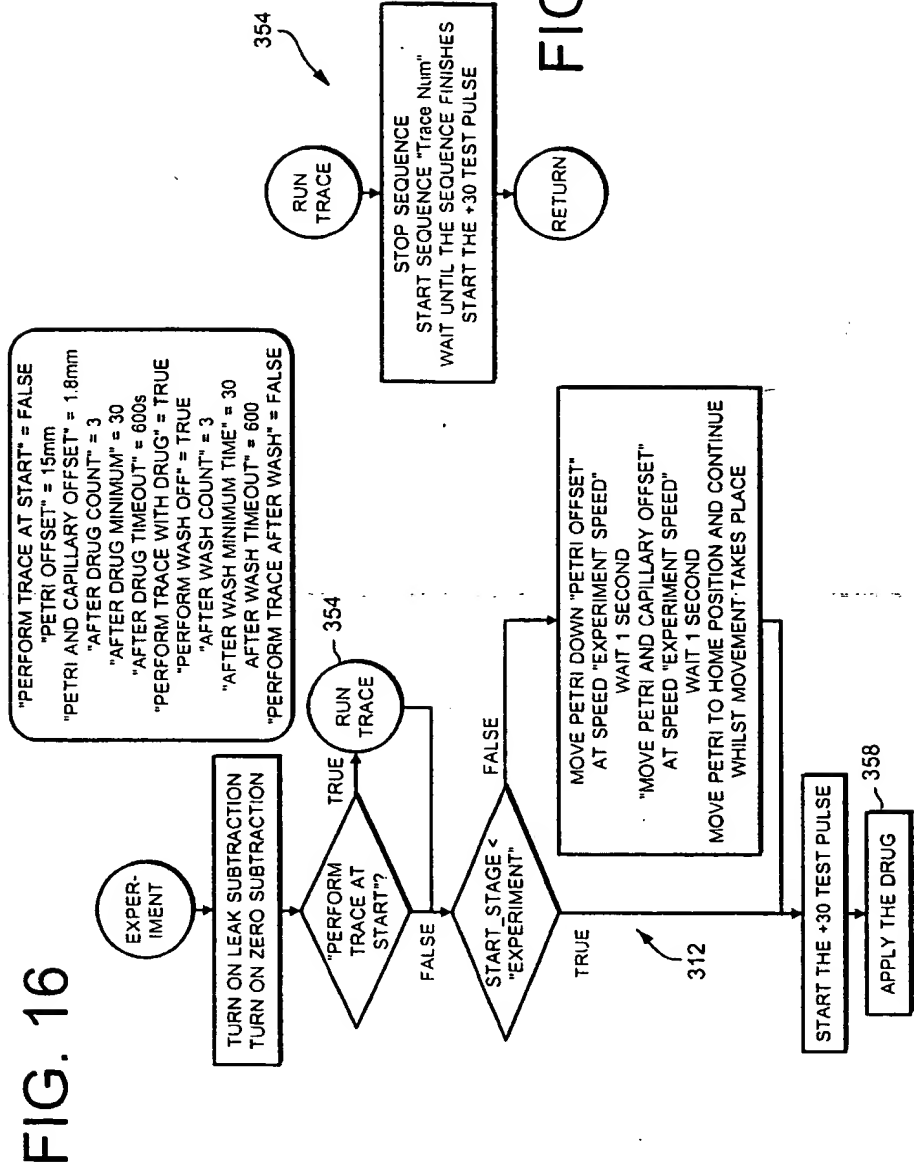 FIG. 16
EXPER-
IMENT
TURN ON LEAK SUBTRACTION
TURN ON ZERO SUBTRACTION
"PERFORM
TRACE AT
START"?
TRUE
FALSE
RUN
TRACE
354
START_STAGE <
"EXPERIMENT"
FALSE
TRUE
312
MOVE PETRI DOWN "PETRI OFFSET"
AT SPEED "EXPERIMENT SPEED"
WAIT 1 SECOND
"MOVE PETRI AND CAPILLARY OFFSET"
AT SPEED "EXPERIMENT SPEED"
WAIT 1 SECOND
MOVE PETRI TO HOME POSITION AND CONTINUE
WHILST MOVEMENT TAKES PLACE
START THE +30 TEST PULSE
APPLY THE DRUG
358
"PERFORM TRACE AT START" = FALSE
"PETRI OFFSET" = 15mm
"PETRI AND CAPILLARY OFFSET" = 1.8mm
"AFTER DRUG COUNT" = 3
"AFTER DRUG MINIMUM" = 30
"AFTER DRUG TIMEOUT" = 600s
"PERFORM TRACE WITH DRUG" = TRUE
"PERFORM WASH OFF" = TRUE
"AFTER WASH COUNT" = 3
"AFTER WASH MINIMUM TIME" = 30
AFTER WASH TIMEOUT" = 600
"PERFORM TRACE AFTER WASH" = FALSE
354
RUN
TRACE
STOP SEQUENCE
START SEQUENCE "Trace Num"
WAIT UNTIL THE SEQUENCE FINISHES
START THE +30 TEST PULSE
RETURN